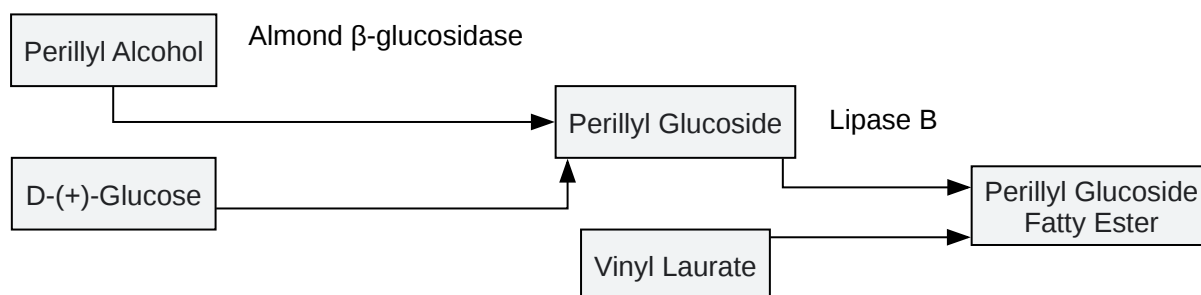 Perillyl Alcohol
Almond β-glucosidase
D-(+)-Glucose
Perillyl Glucoside
Lipase B
Vinyl Laurate
Perillyl Glucoside
Fatty Ester